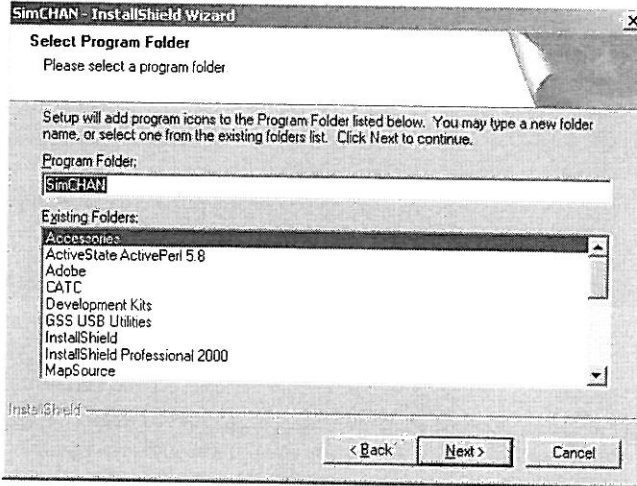 SimCHAN - InstallShield Wizard
Select Program Folder
Please select a program folder
Setup will add program icons to the Program Folder listed below. You may type a new folder
name, or select one from the existing folders list. Click Next to continue.
Program Folder:
SimCHAN
Existing Folders:
Accessories
ActiveState ActivePerl 5.8
Adobe
CATC
Development Kits
GSS USB Utilities
InstallShield
InstallShield Professional 2000
MapSource
InstallShield
< Back
Next >
Cancel